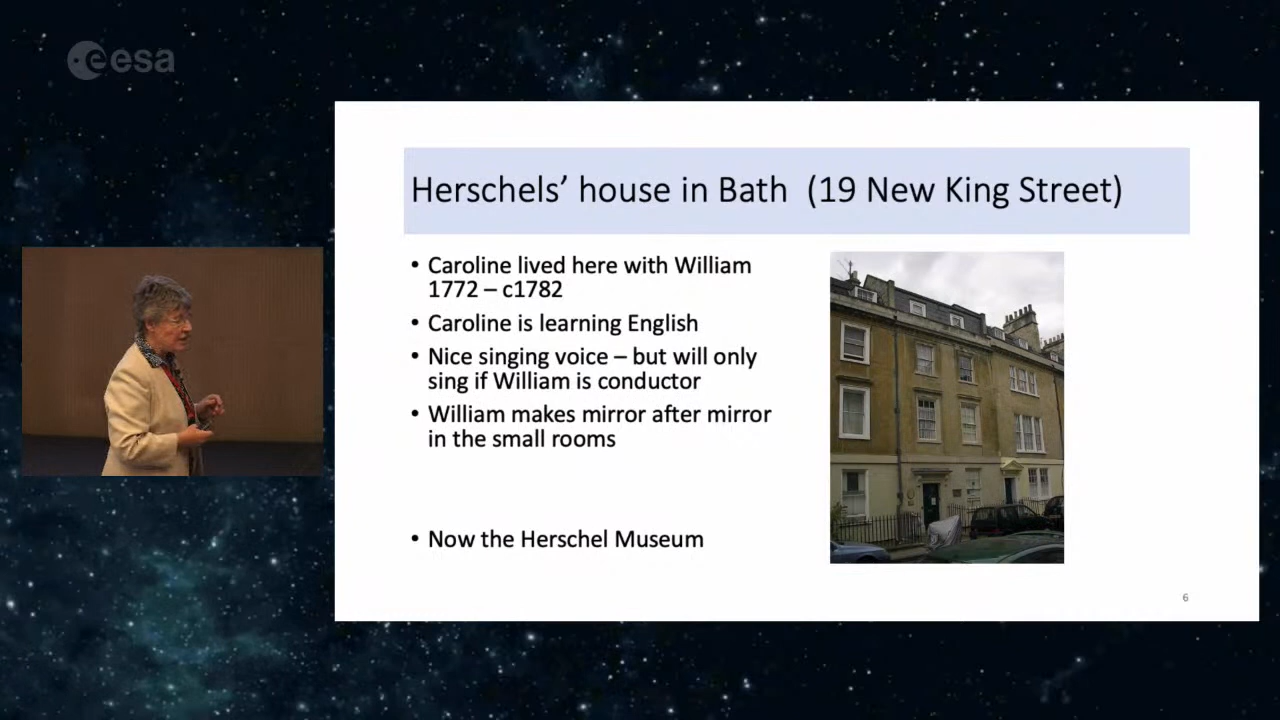 esa
Herschels’ house in Bath (19 New King Street)
• Caroline lived here with William
1772 – c1782
• Caroline is learning English
• Nice singing voice – but will only
sing if William is conductor
• William makes mirror after mirror
in the small rooms
• Now the Herschel Museum
6